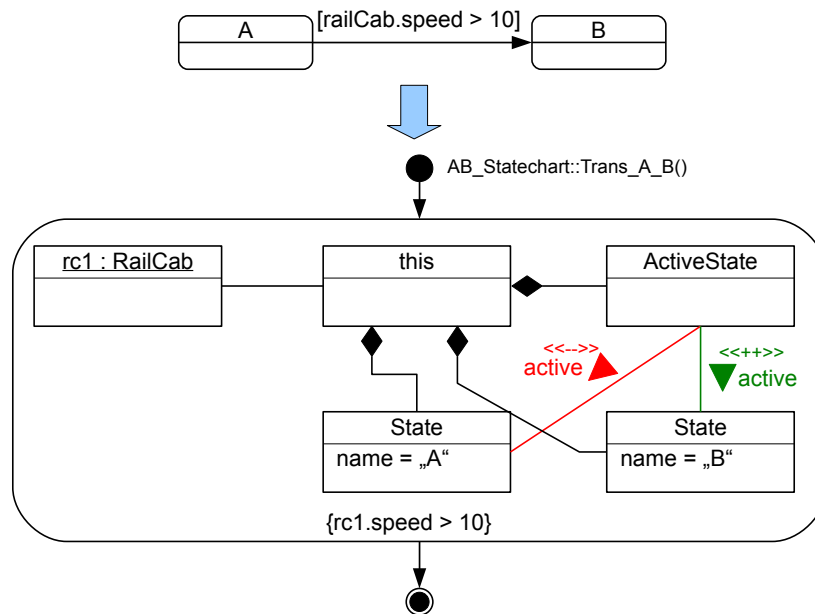 [railCab.speed > 10]
A
B
AB_Statechart::Trans_A_B()
rc1 : RailCab
this
ActiveState
<<-->>
active
<<++>>
active
State
name = „A“
State
name = „B“
{rc1.speed > 10}